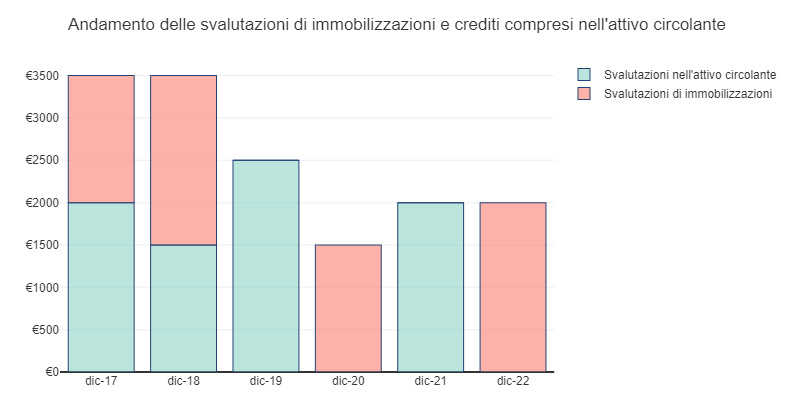 Andamento delle svalutazioni di immobilizzazioni e crediti compresi nell'attivo circolante
Svalutazioni nell'attivo circolante
Svalutazioni di immobilizzazioni
€3500
€3000
€2500
€2000
€1500
€1000
€500
€0
dic-17 dic-18 dic-19 dic-20 dic-21 dic-22